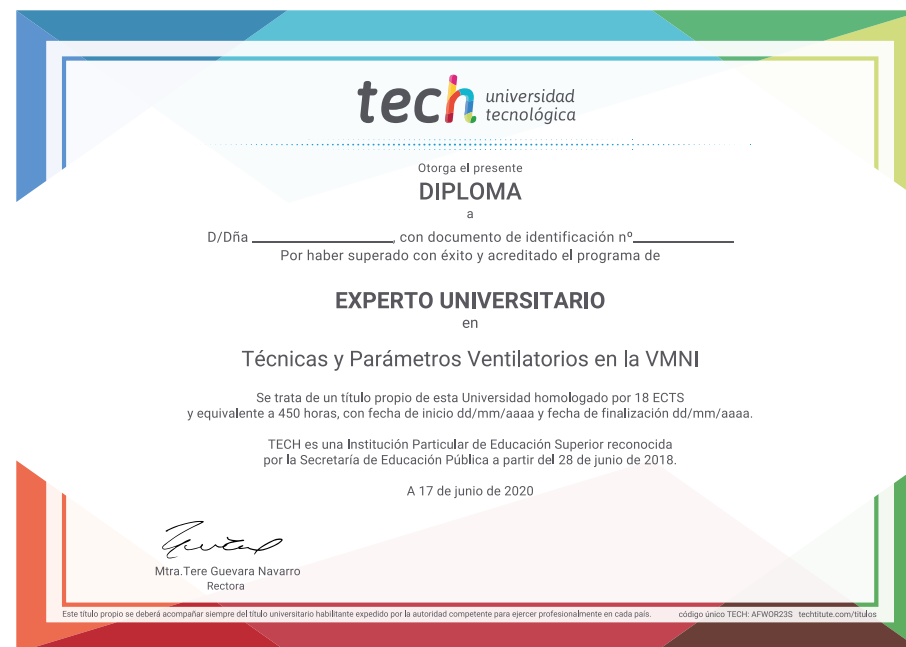 tech universidad
tecnológica
Otorga el presente
DIPLOMA
a
D/Dña ____________________, con documento de identificación nº______________
Por haber superado con éxito y acreditado el programa de
EXPERTO UNIVERSITARIO
en
Técnicas y Parámetros Ventilatorios en la VMNI
Se trata de un título propio de esta Universidad homologado por 18 ECTS
y equivalente a 450 horas, con fecha de inicio dd/mm/aaaa y fecha de finalización dd/mm/aaaa.
TECH es una Institución Particular de Educación Superior reconocida
por la Secretaría de Educación Pública a partir del 28 de junio de 2018.
A 17 de junio de 2020
Mtra.Tere Guevara Navarro
Rectora
Este título propio se deberá acompañar siempre del título universitario habilitante expedido por la autoridad competente para ejercer profesionalmente en cada país. código único TECH: AFWOR23S techtitute.com/titulos